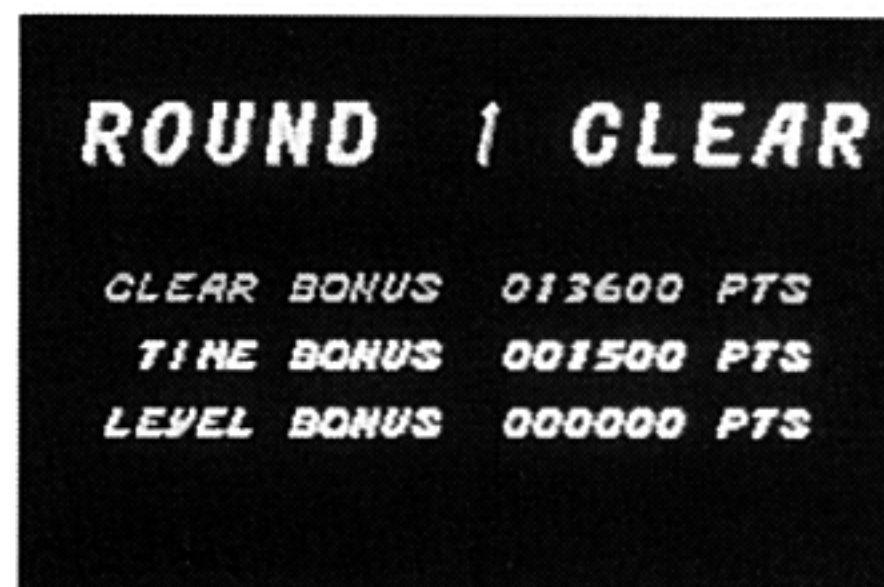 ROUND 1 CLEAR
CLEAR BONUS 013600 PTS
TIME BONUS 001500 PTS
LEVEL BONUS 000000 PTS